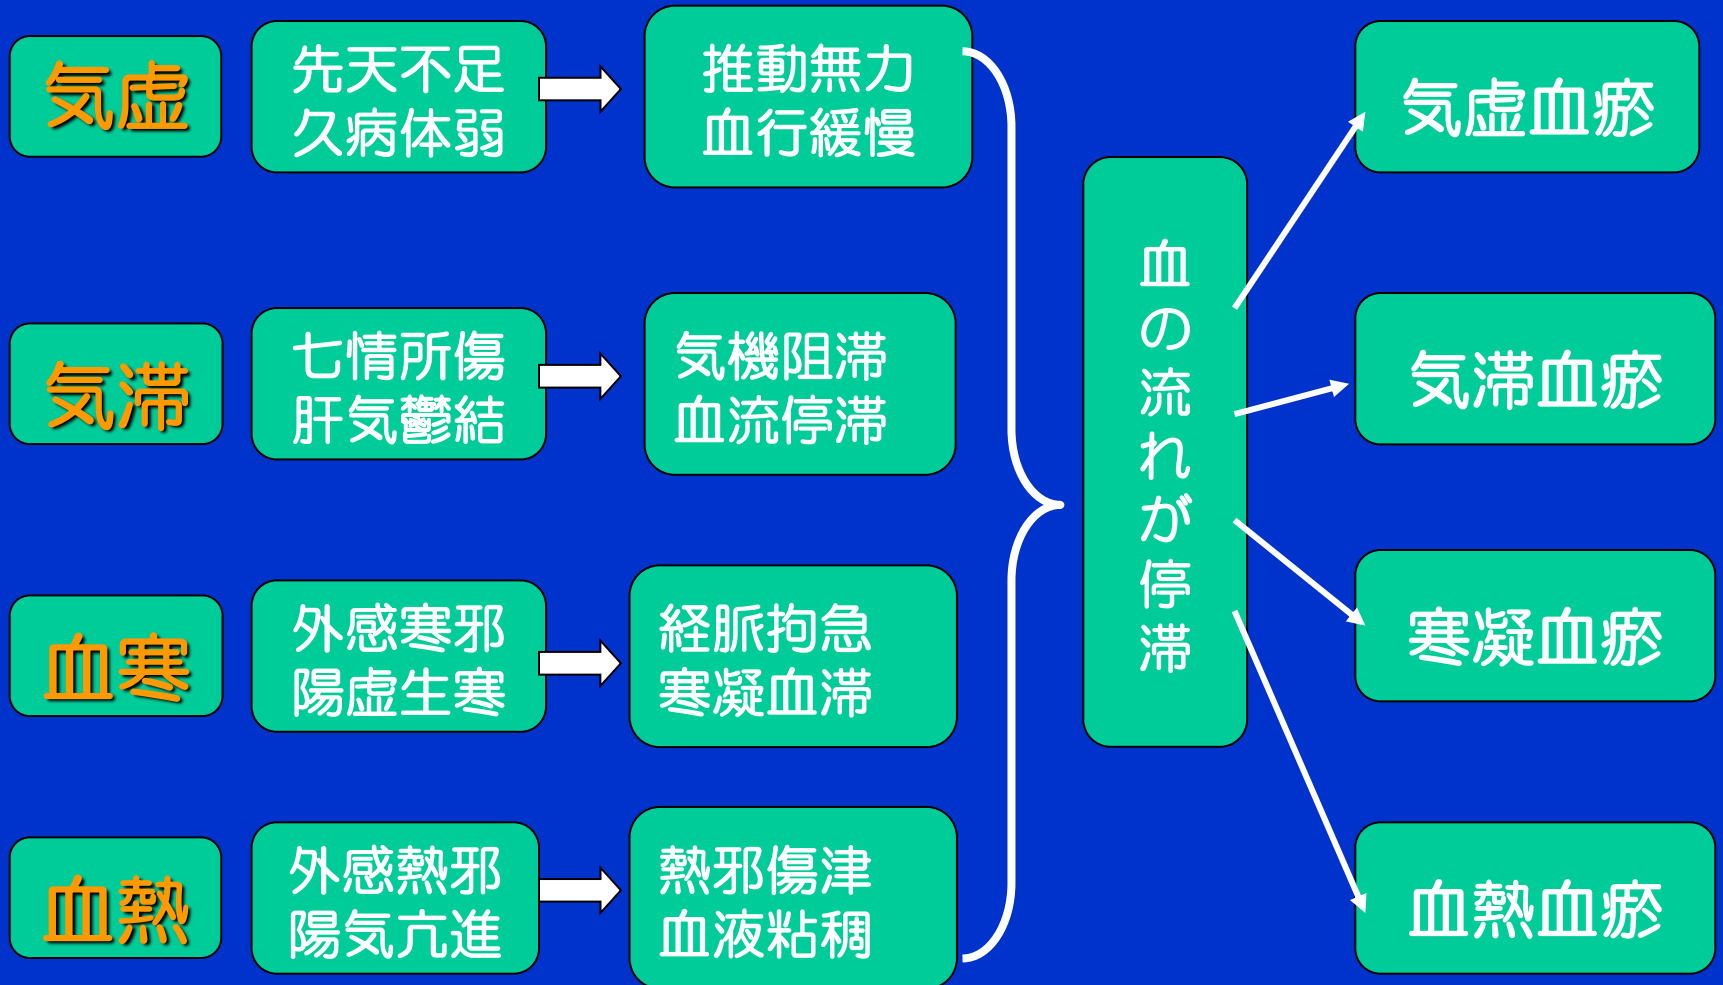 気虚
先天不足
久病体弱
推動無力
血行緩慢
気滞
七情所傷
肝気鬱結
気機阻滞
血流停滞
血寒
外感寒邪
陽虚生寒
経脈拘急
寒凝血滞
血熱
外感熱邪
陽気亢進
熱邪傷津
血液粘稠
血の流れが停滞
気虚血瘀
気滞血瘀
寒凝血瘀
血熱血瘀